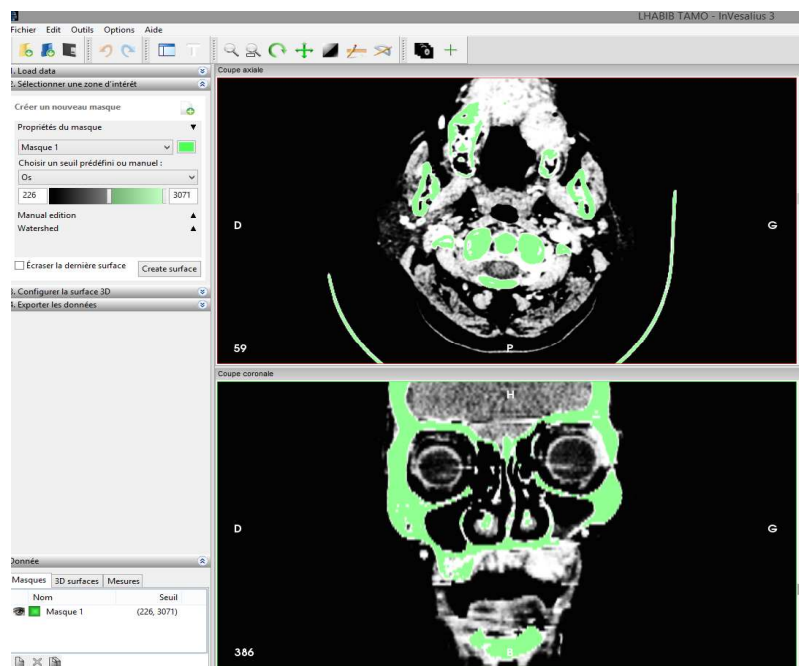 LHABIB TAMO - InVesalius 3
Fichier Edit Outils Options Aide
1. Load data
2. Sélectionner une zone d'intérêt
Créer un nouveau masque
Propriétés du masque
Masque 1
Choisir un seuil prédéfini ou manuel :
Os
226 3071
Manual edition
Watershed
Écraser la dernière surface Create surface
3. Configurer la surface 3D
4. Exporter les données
Donnée
Masques 3D surfaces Mesures
Nom Seuil
Masque 1 (226, 3071)
Coupe axiale
D G
59 P
Coupe coronale
H
D G
386 B